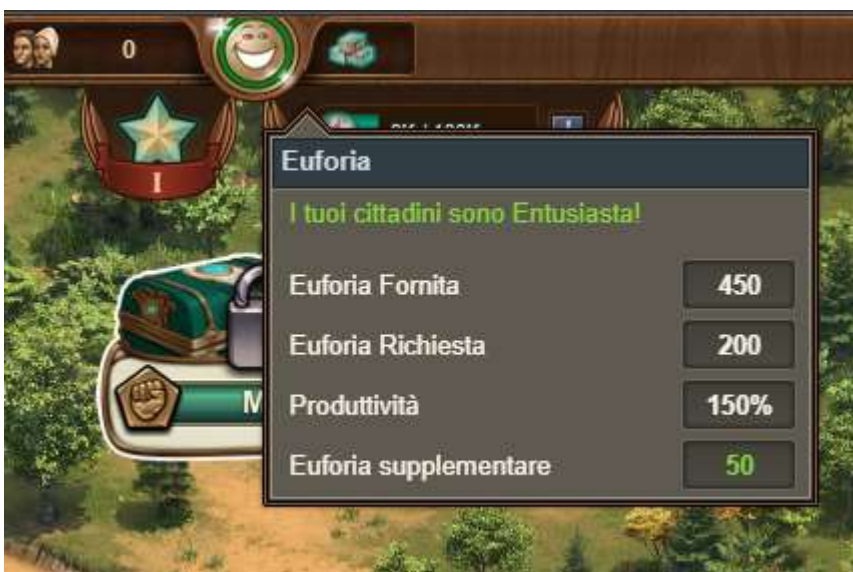 0
I
Euforia
I tuoi cittadini sono Entusiasta!
Euforia Fornita 450
Euforia Richiesta 200
M
Produttività 150%
Euforia supplementare 50